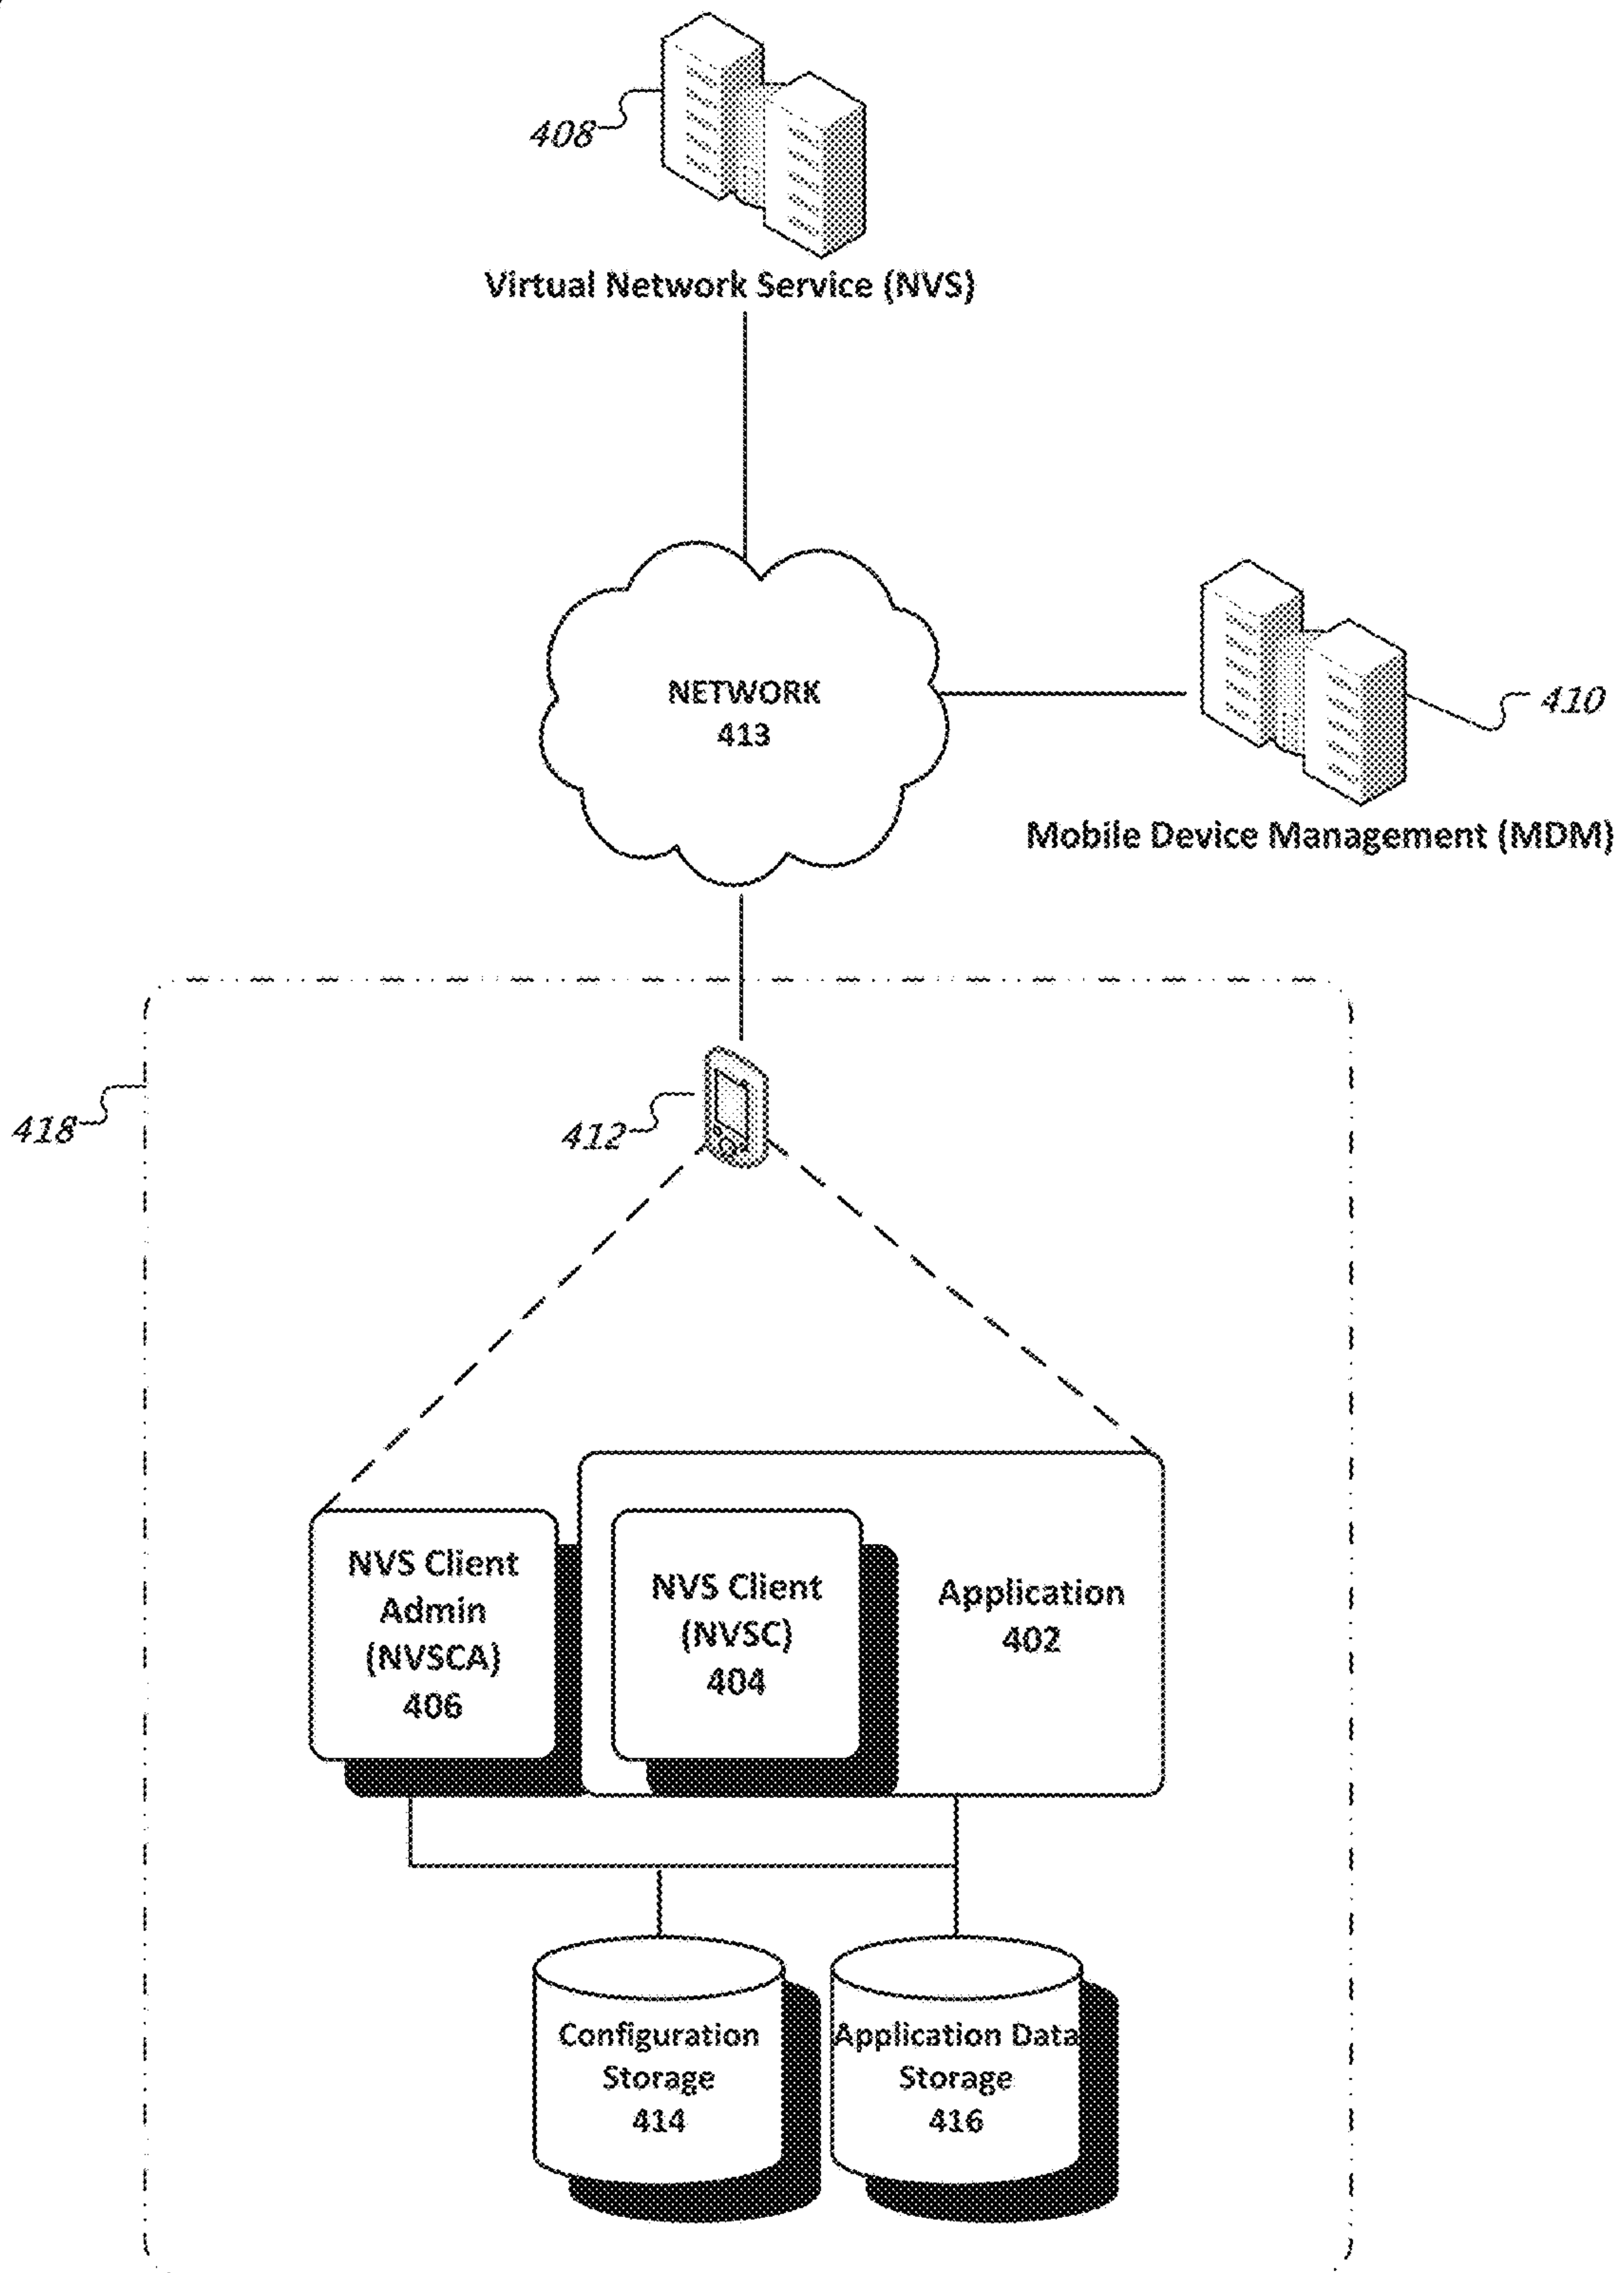 408
Virtual Network Service (NVS)
NETWORK
413
410
Mobile Device Management (MDM)
418
412
NVS Client
Admin
(NVSCA)
406
NVS Client
(NVSC)
404
Application
402
Configuration
Storage
414
Application Data
Storage
416